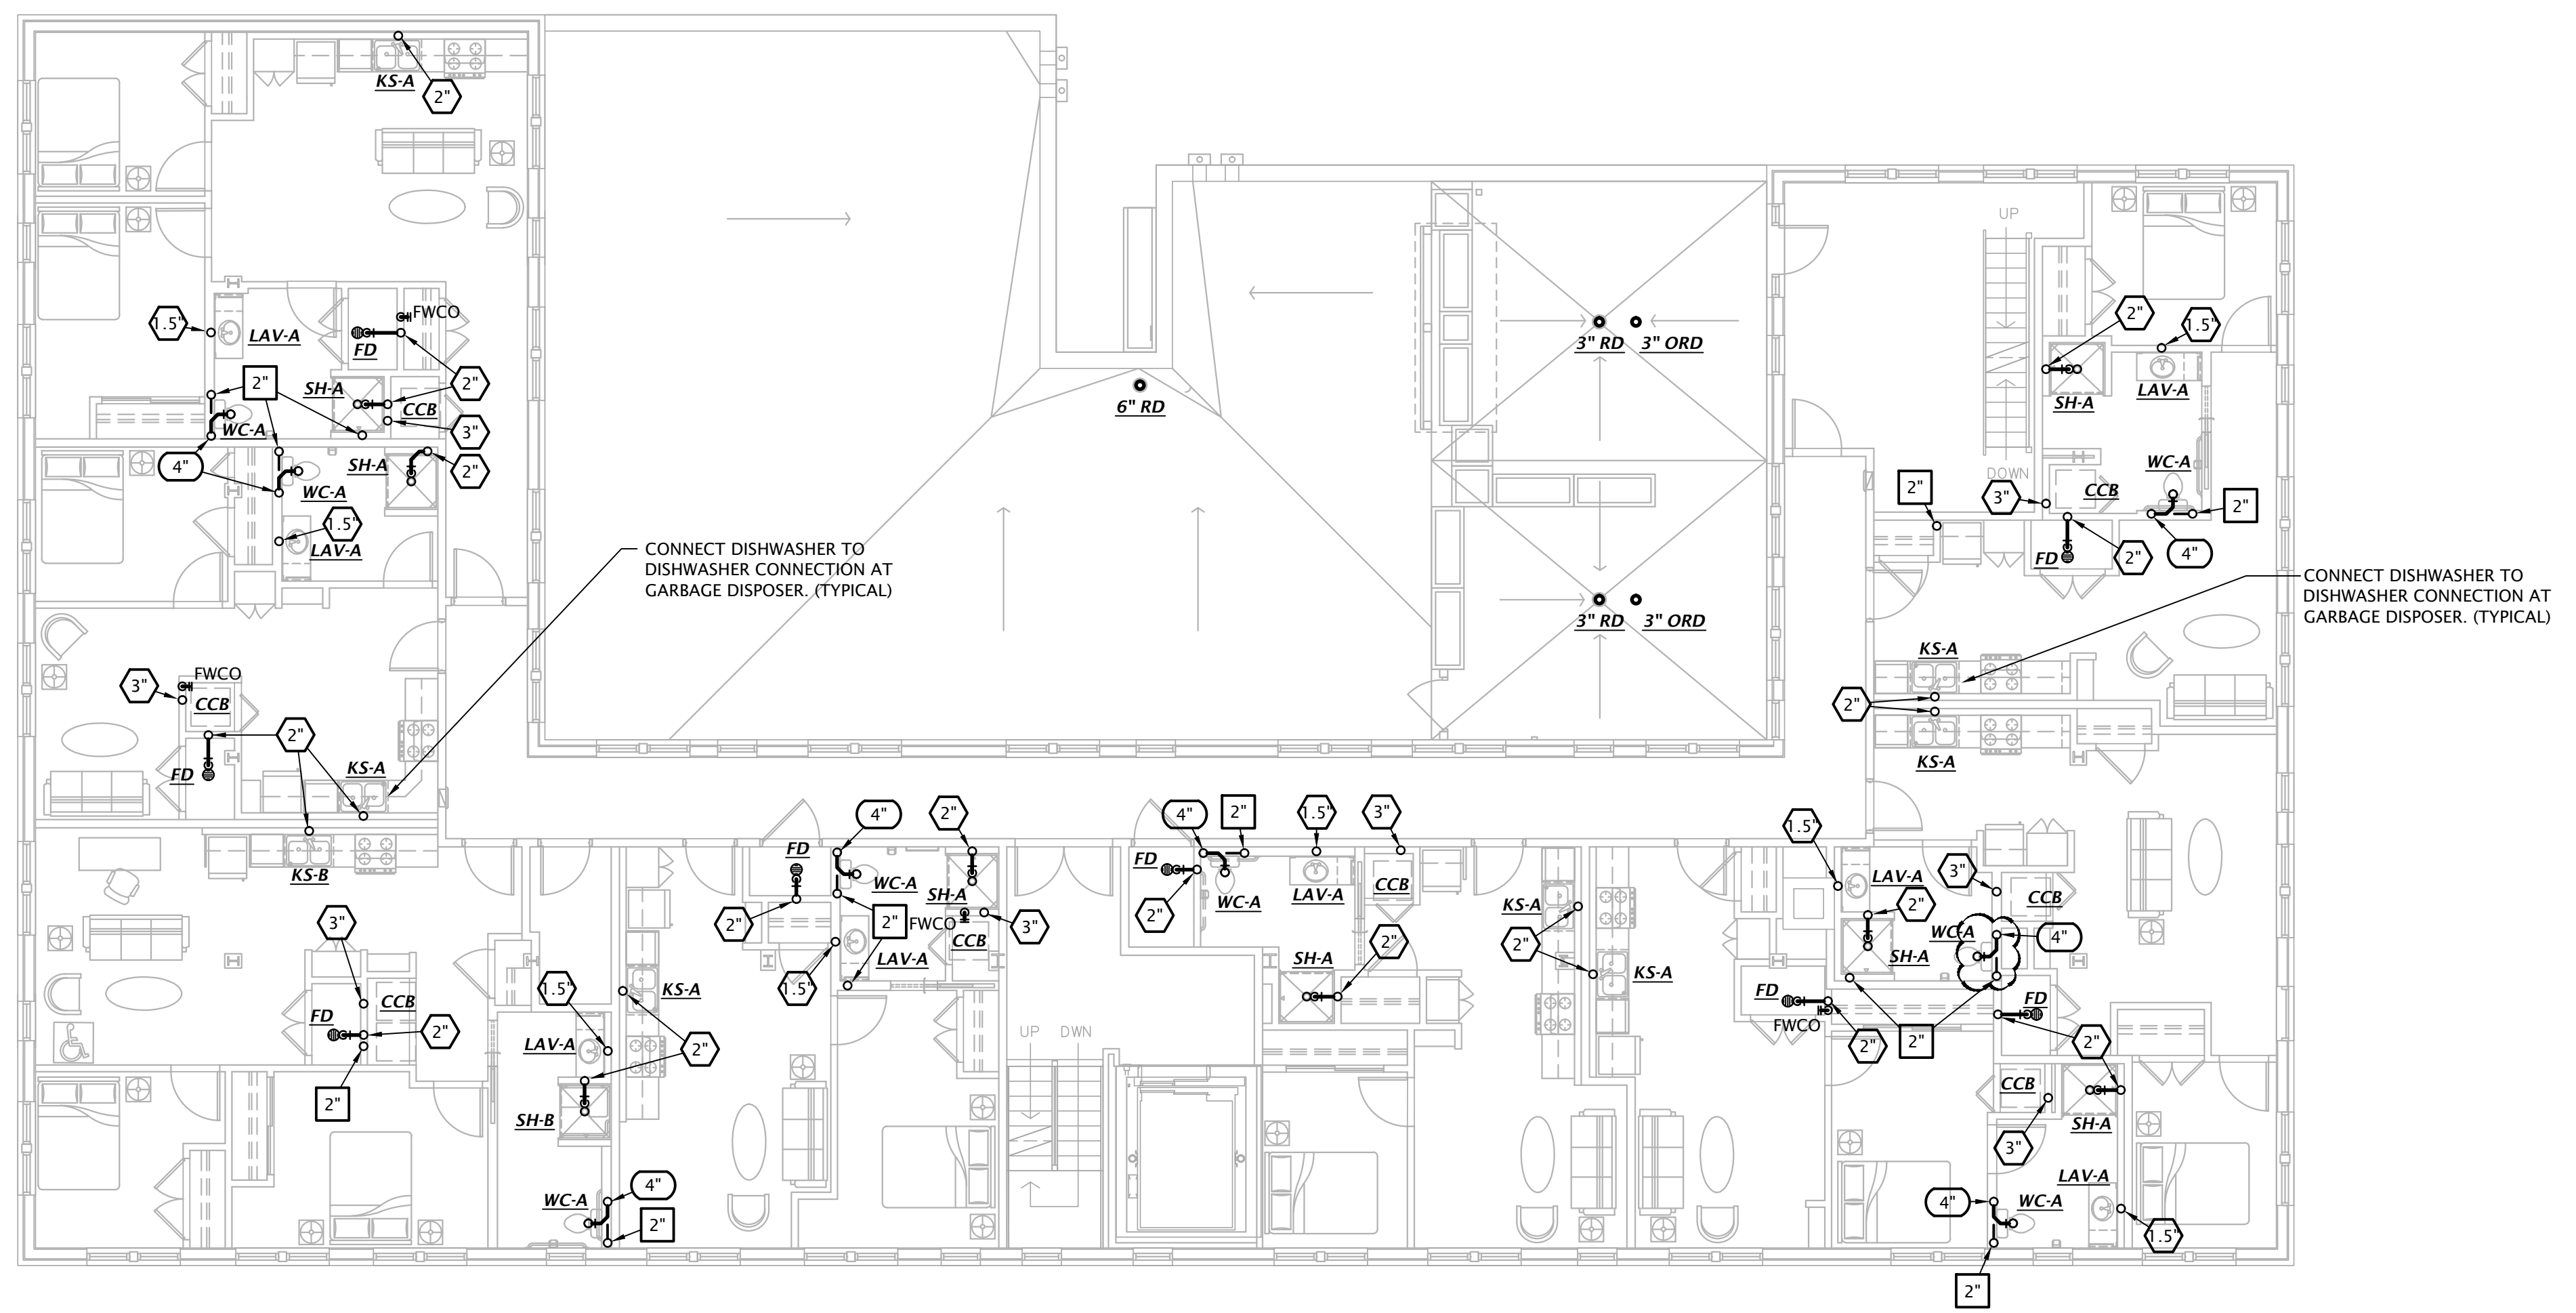 KS-A
2"
UP
2"
1.5"
FWCO
1.5"
LAV-A
FD
3" RD
3" ORD
2"
SH-A
2"
CCB
6" RD
SH-A
LAV-A
WC-A
3"
4"
SH-A
2"
WC-A
WC-A
DOWN
2"
3"
CCB
2"
1.5"
LAV-A
FD
2"
4"
CONNECT DISHWASHER TO
DISHWASHER CONNECTION AT
GARBAGE DISPOSER. (TYPICAL)
CONNECT DISHWASHER TO
DISHWASHER CONNECTION AT
GARBAGE DISPOSER. (TYPICAL)
3" RD
3" ORD
KS-A
FWCO
3"
CCB
2"
2"
KS-A
FD
KS-A
4"
2"
4"
2"
1.5"
3"
1.5"
FD
FD
KS-B
WC-A
SH-A
WC-A
LAV-A
CCB
KS-A
LAV-A
3"
CCB
3"
2"
2"
FWCO
3"
2"
2"
2"
WC-A
4"
CCB
CCB
LAV-A
SH-A
2"
KS-A
SH-A
1.5"
1.5"
KS-A
FD
FD
FD
2"
UP
DWN
FWCO
2"
2"
2"
LAV-A
2"
2"
CCB
SH-B
SH-A
3"
WC-A
4"
2"
LAV-A
4"
WC-A
1.5"
2"